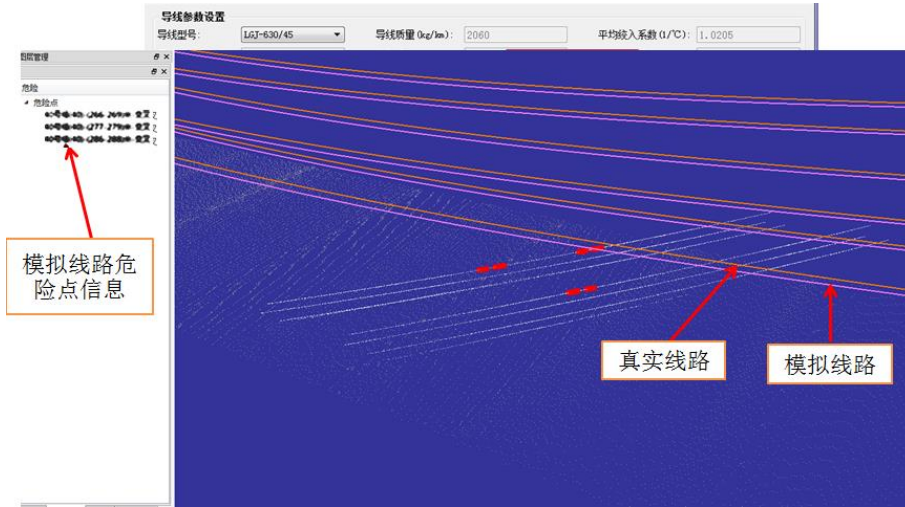 导线参数设置
导线型号: LGJ-630/45 导线质量(kg/km): 2060 平均绞入系数(1/℃): 1.0205
层管理
危险
危险点
模拟线路危
险点信息
真实线路
模拟线路